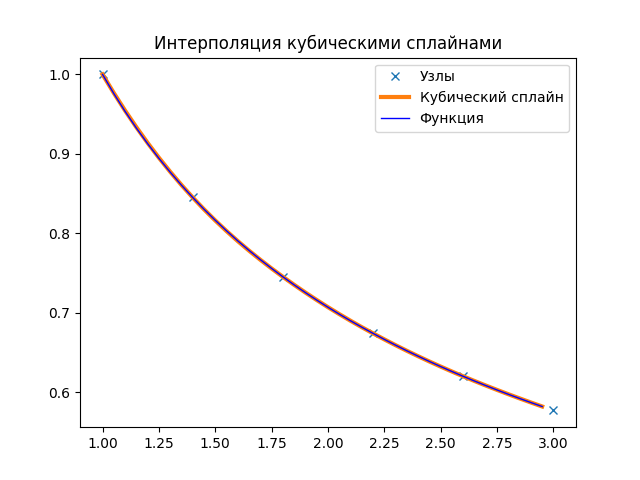 Интерполяция кубическими сплайнами
Узлы
Кубический сплайн
Функция
1.0
0.9
0.8
0.7
0.6
1.00 1.25 1.50 1.75 2.00 2.25 2.50 2.75 3.00